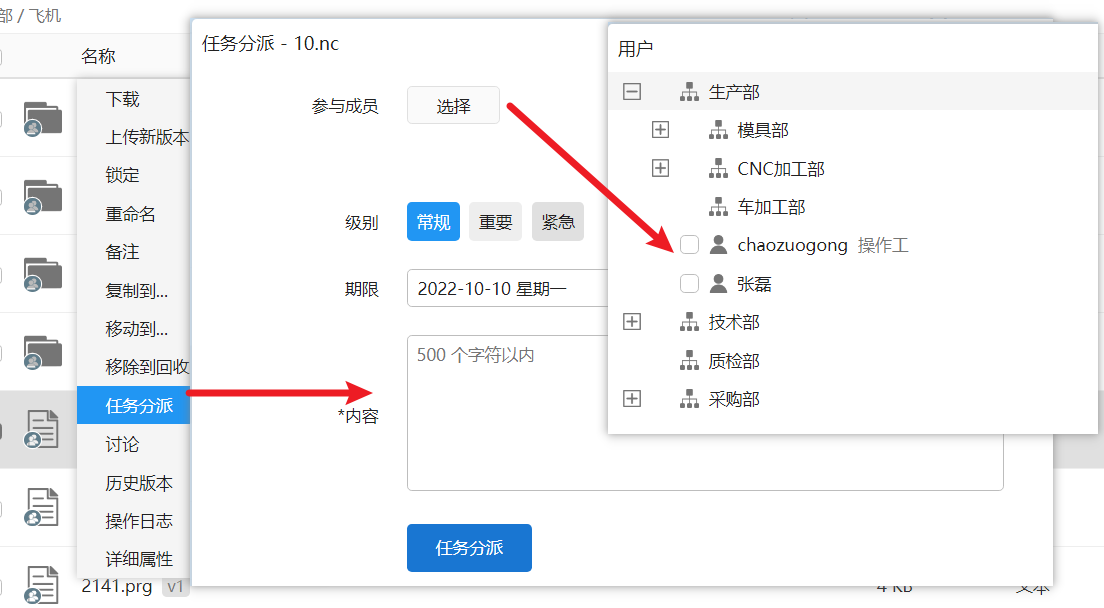 部 / 飞机
名称
下载
上传新版本
锁定
重命名
备注
复制到...
移动到...
移除到回收
任务分派
讨论
历史版本
操作日志
详细属性
2141.prg v1
4 KB
文本
任务分派 - 10.nc
参与成员 选择
级别 常规 重要 紧急
期限 2022-10-10 星期一
*内容 500 个字符以内
任务分派
用户
生产部
模具部
CNC加工部
车加工部
chaozuogong 操作工
张磊
技术部
质检部
采购部